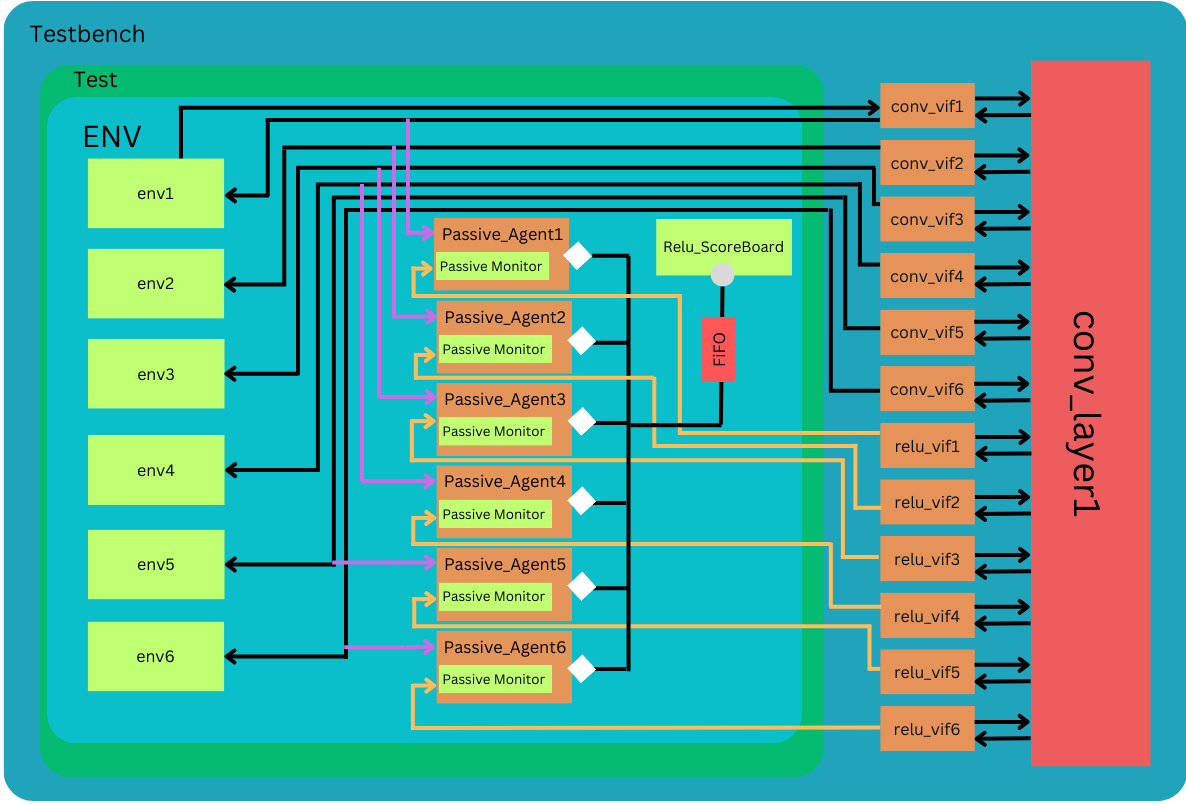 Testbench
Test
ENV
env1
env2
env3
env4
env5
env6
Passive_Agent1
Passive Monitor
Passive_Agent2
Passive Monitor
Passive_Agent3
Passive Monitor
Passive_Agent4
Passive Monitor
Passive_Agent5
Passive Monitor
Passive_Agent6
Passive Monitor
Relu_ScoreBoard
FiFO
conv_vif1
conv_vif2
conv_vif3
conv_vif4
conv_vif5
conv_vif6
relu_vif1
relu_vif2
relu_vif3
relu_vif4
relu_vif5
relu_vif6
conv_layer1